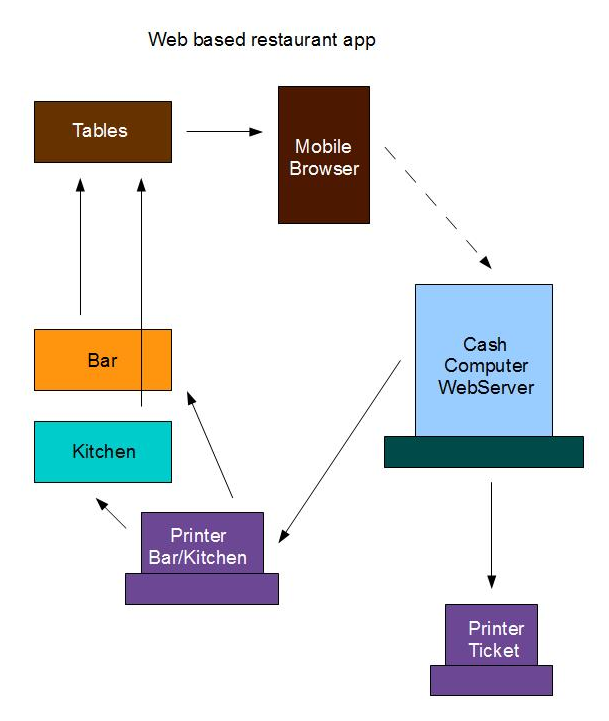 Web based restaurant app
Tables
Mobile
Browser
Cash
Computer
WebServer
Bar
Kitchen
Printer
Bar/Kitchen
Printer
Ticket